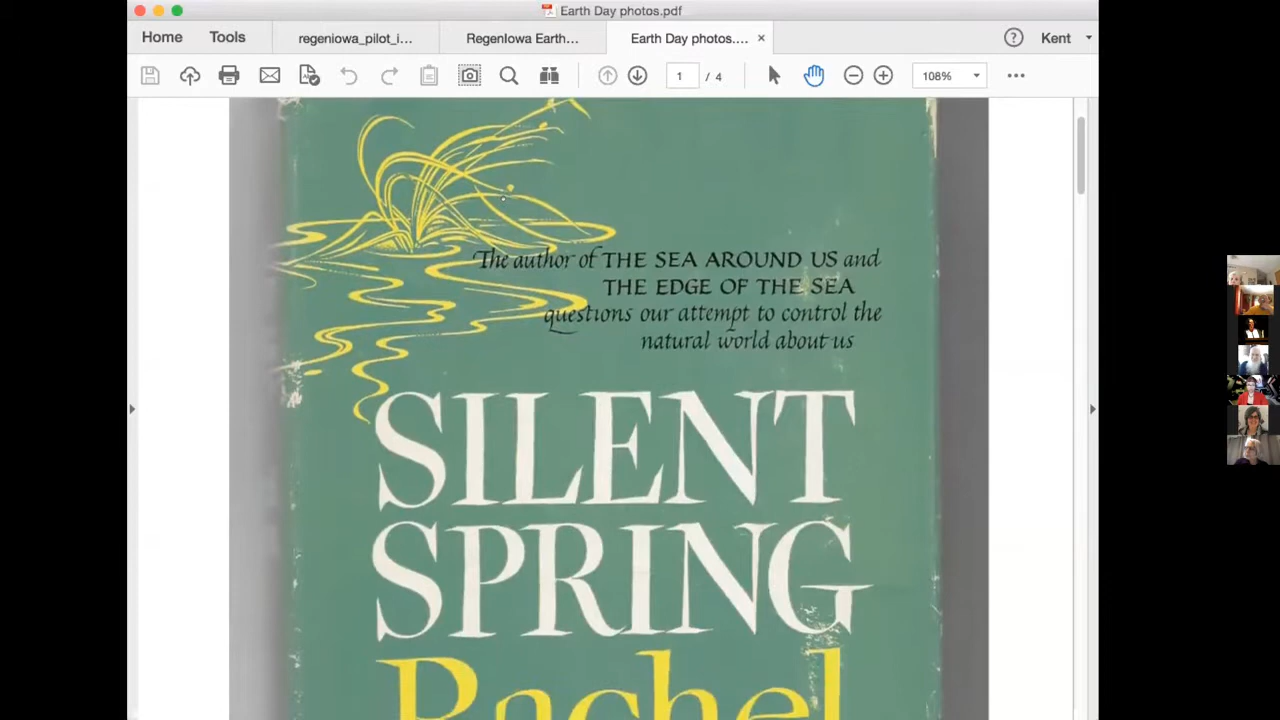 Earth Day photos.pdf
Home Tools regeniowa_pilot_i... RegenIowa Earth... Earth Day photos.... × Kent
1 / 4 108%
The author of THE SEA AROUND US and
THE EDGE OF THE SEA
questions our attempt to control the
natural world about us
SILENT
SPRING
Rachel